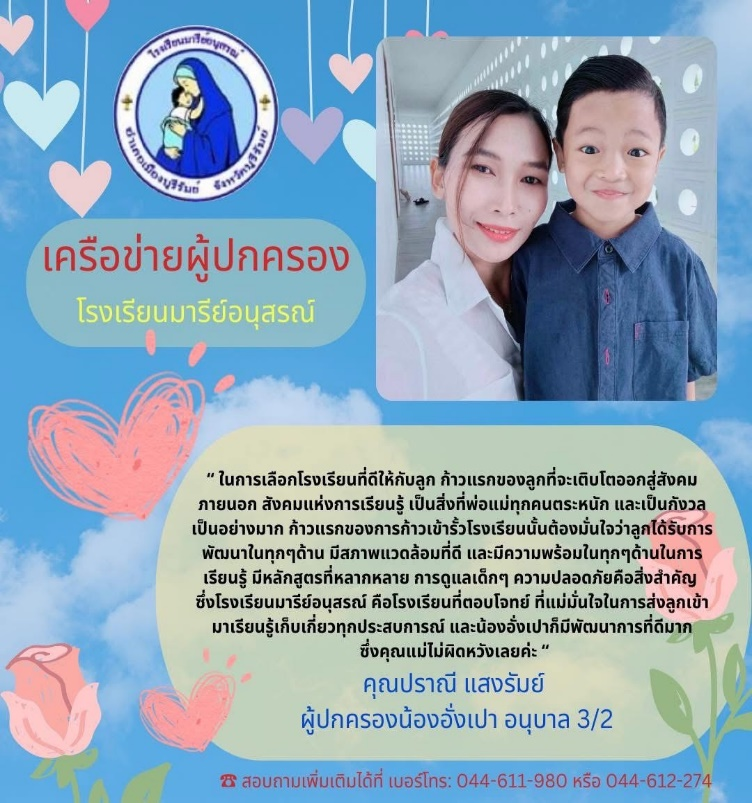 โรงเรียนมารีย์อนุสรณ์
อำเภอเมืองบุรีรัมย์ จังหวัดบุรีรัมย์
เครือข่ายผู้ปกครอง
โรงเรียนมารีย์อนุสรณ์
“ ในการเลือกโรงเรียนที่ดีให้กับลูก ก้าวแรกของลูกที่จะเติบโตออกสู่สังคม
ภายนอก สังคมแห่งการเรียนรู้ เป็นสิ่งที่พ่อแม่ทุกคนตระหนัก และเป็นกังวล
เป็นอย่างมาก ก้าวแรกของการก้าวเข้ารั้วโรงเรียนนั้นต้องมั่นใจว่าลูกได้รับการ
พัฒนาในทุกๆด้าน มีสภาพแวดล้อมที่ดี และมีความพร้อมในทุกๆด้านในการ
เรียนรู้ มีหลักสูตรที่หลากหลาย การดูแลเด็กๆ ความปลอดภัยคือสิ่งสำคัญ
ซึ่งโรงเรียนมารีย์อนุสรณ์ คือโรงเรียนที่ตอบโจทย์ ที่แม่มั่นใจในการส่งลูกเข้า
มาเรียนรู้เก็บเกี่ยวทุกประสบการณ์ และน้องอั่งเปาก็มีพัฒนาการที่ดีมาก
ซึ่งคุณแม่ไม่ผิดหวังเลยค่ะ “
คุณปราณี แสงรัมย์
ผู้ปกครองน้องอั่งเปา อนุบาล 3/2
☎ สอบถามเพิ่มเติมได้ที่ เบอร์โทร: 044-611-980 หรือ 044-612-274